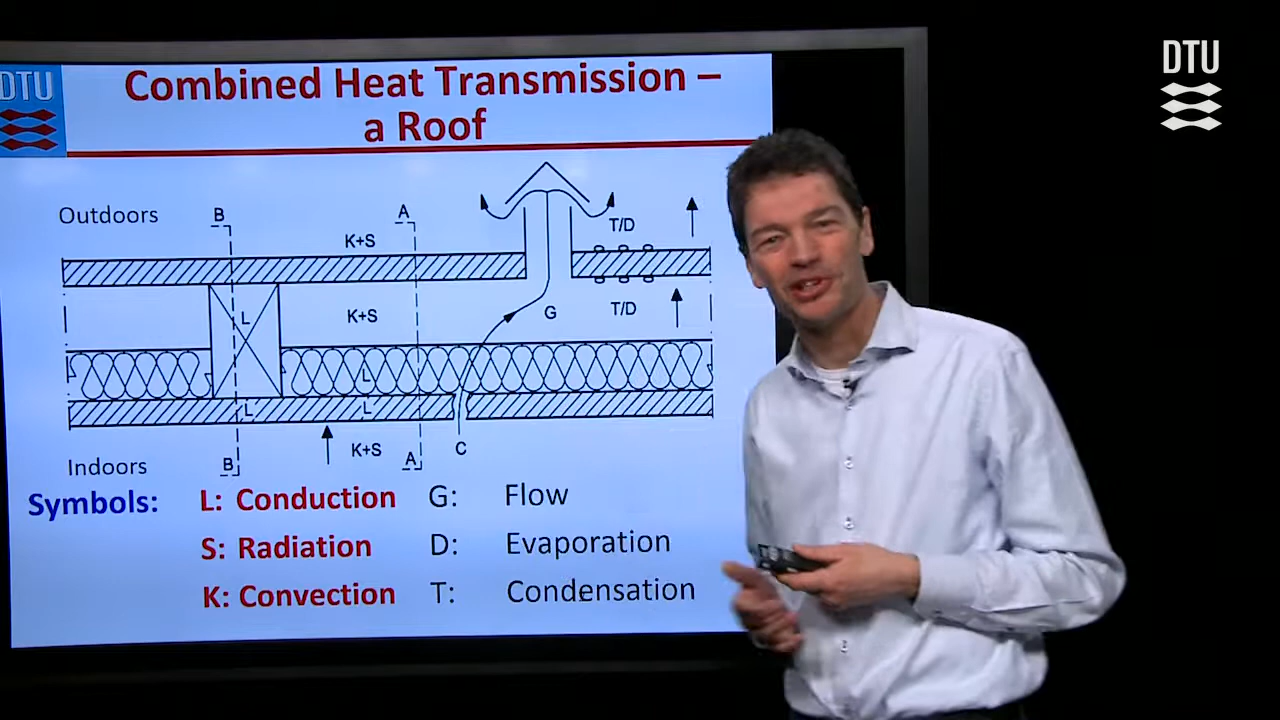 DTU
DTU
Combined Heat Transmission –
a Roof
Outdoors
B
A
K+S
T/D
L
K+S
G
T/D
L
L
L
Indoors
B
K+S
A
C
Symbols:
L: Conduction
G: Flow
S: Radiation
D: Evaporation
K: Convection
T: Condensation